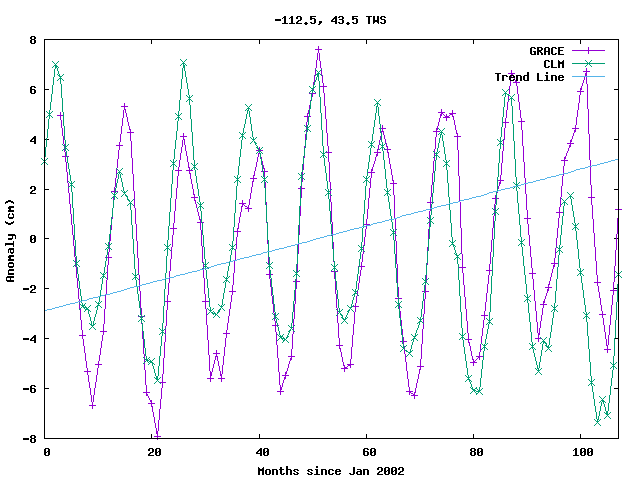 -112.5, 43.5 TWS
GRACE
CLM
Trend Line
8
6
4
2
0
-2
-4
-6
-8
Anomaly (cm)
0 20 40 60 80 100
Months since Jan 2002